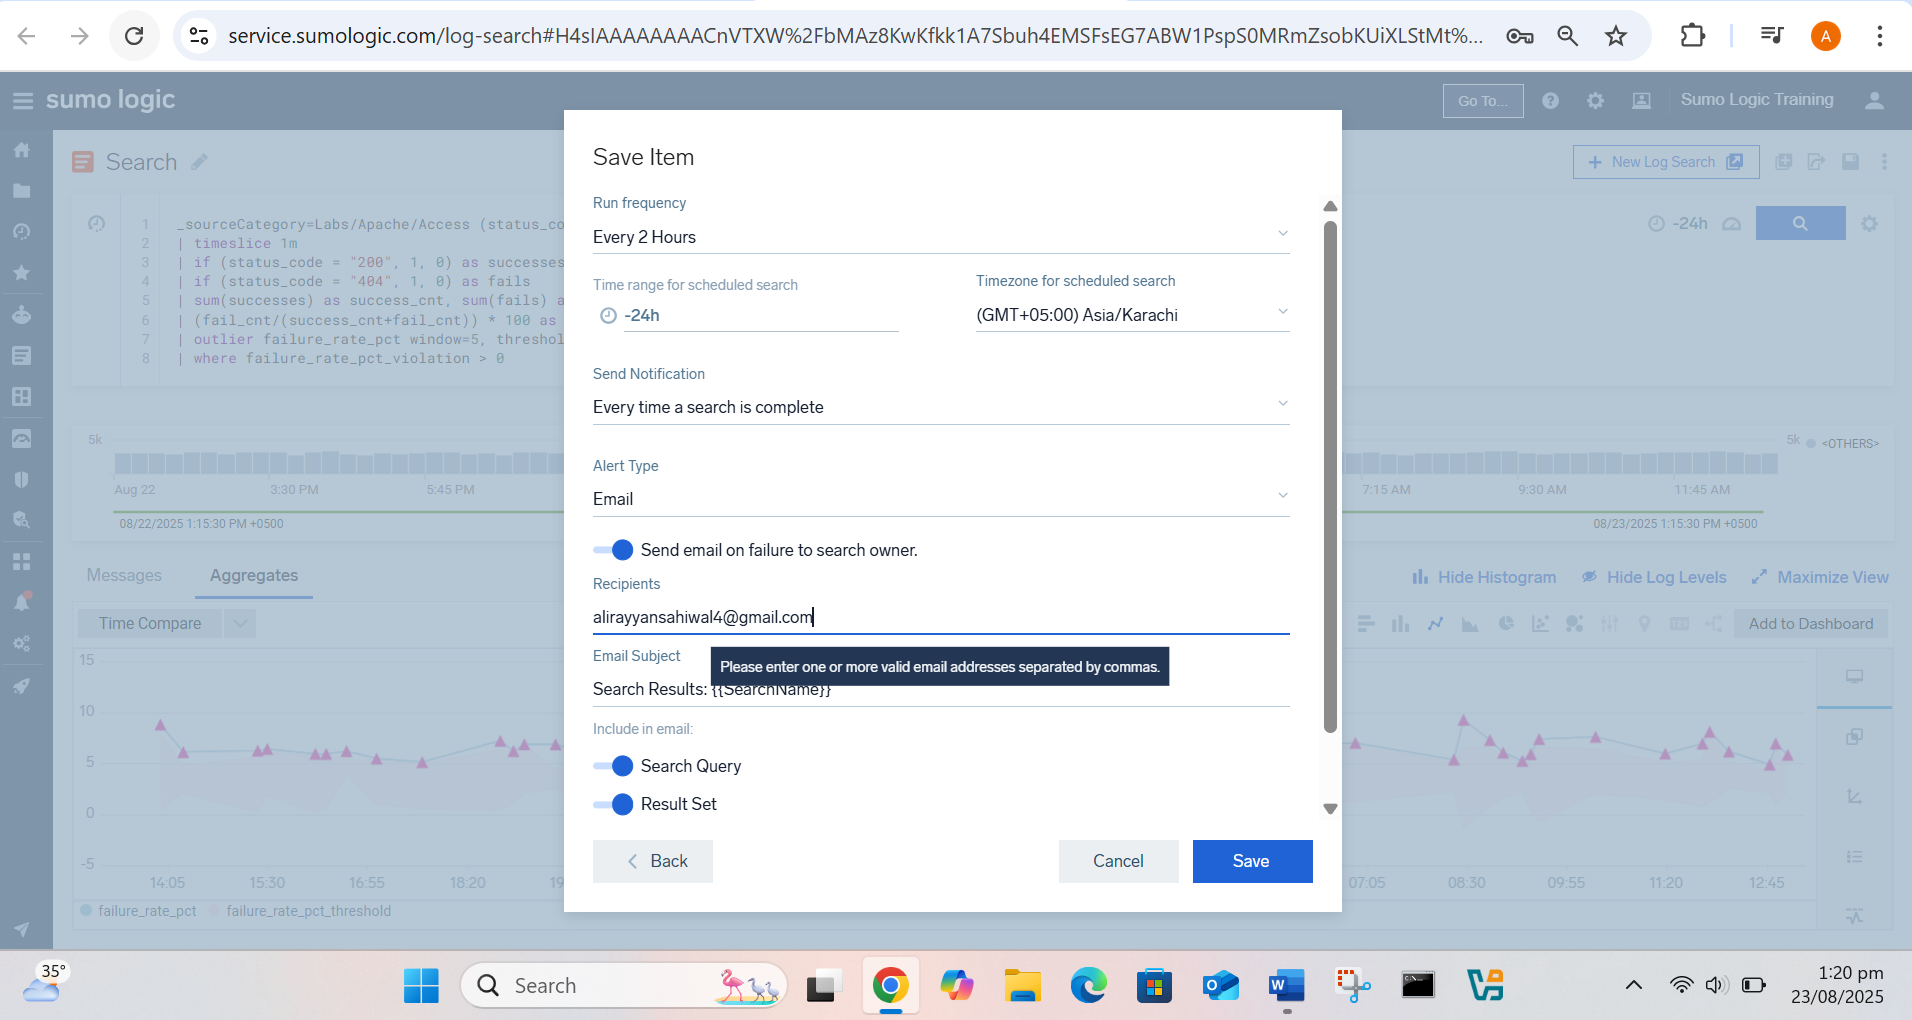 service.sumologic.com/log-search#H4sIAAAAAAAACnVTXW%2FbMAz8KwKfkk1A7Sbuh4EMSFsEG7ABW1PspS0MRmZsobKUiXLStMt%...
A
sumo logic
Go To...
Sumo Logic Training
Search
New Log Search
1 _sourceCategory=Labs/Apache/Access (status_co
2 | timeslice 1m
3 | if (status_code = "200", 1, 0) as successes
4 | if (status_code = "404", 1, 0) as fails
5 | sum(successes) as success_cnt, sum(fails) a
6 | (fail_cnt/(success_cnt+fail_cnt)) * 100 as
7 | outlier failure_rate_pct window=5, threshol
8 | where failure_rate_pct_violation > 0
-24h
5k
Aug 22
3:30 PM
5:45 PM
7:15 AM
9:30 AM
11:45 AM
5k
<OTHERS>
08/22/2025 1:15:30 PM +0500
08/23/2025 1:15:30 PM +0500
Messages
Aggregates
Hide Histogram
Hide Log Levels
Maximize View
Time Compare
Add to Dashboard
15
10
5
0
-5
14:05
15:30
16:55
18:20
19
07:05
08:30
09:55
11:20
12:45
failure_rate_pct
failure_rate_pct_threshold
Save Item
Run frequency
Every 2 Hours
Time range for scheduled search
-24h
Timezone for scheduled search
(GMT+05:00) Asia/Karachi
Send Notification
Every time a search is complete
Alert Type
Email
Send email on failure to search owner.
Recipients
alirayyansahiwal4@gmail.com
Email Subject
Please enter one or more valid email addresses separated by commas.
Search Results: {{SearchName}}
Include in email:
Search Query
Result Set
Back
Cancel
Save
35°
Search
1:20 pm
23/08/2025